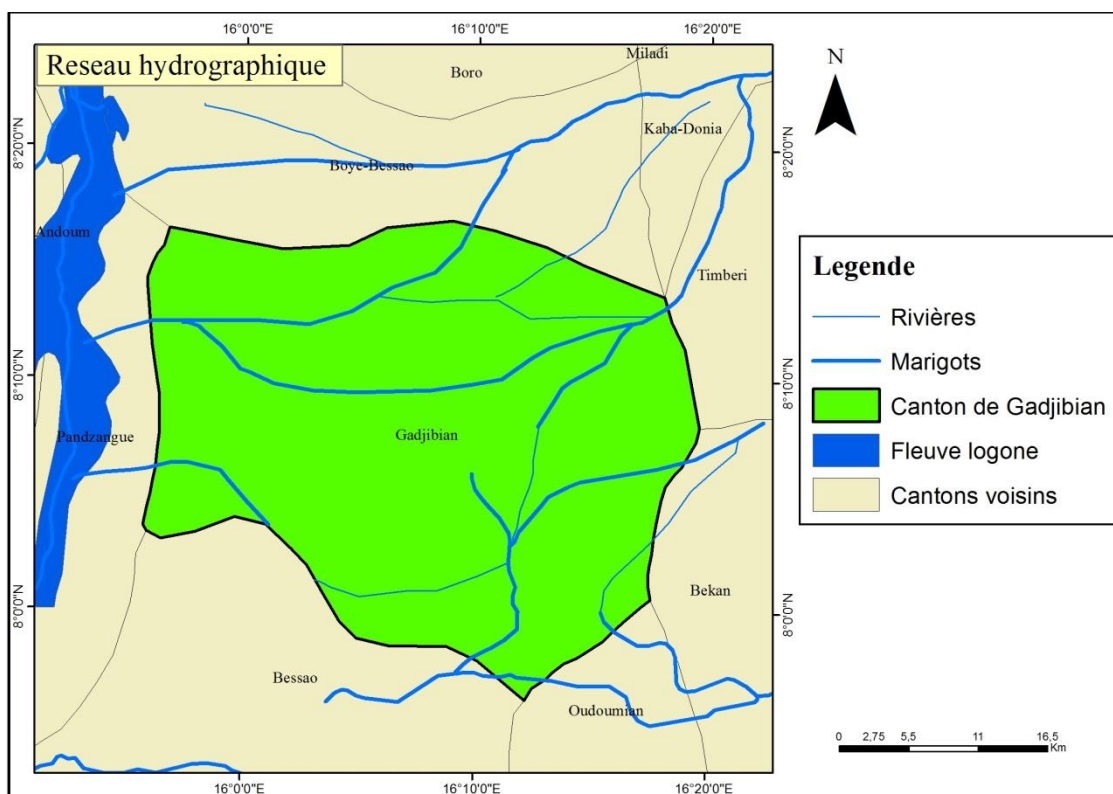 16°0'0"E
16°10'0"E
16°20'0"E
Reseau hydrographique
Boro
Miladi
N
Kaba-Donia
8°20'0"N
8°20'0"N
Boye-Bessao
Andoum
Timberi
Legende
Rivières
Marigots
Canton de Gadjibian
Fleuve logone
Cantons voisins
8°10'0"N
8°10'0"N
Pandzangue
Gadjibian
8°0'0"N
8°0'0"N
Bekan
Bessao
Oudoumian
0 2,75 5,5 11 16,5
Km
16°0'0"E
16°10'0"E
16°20'0"E